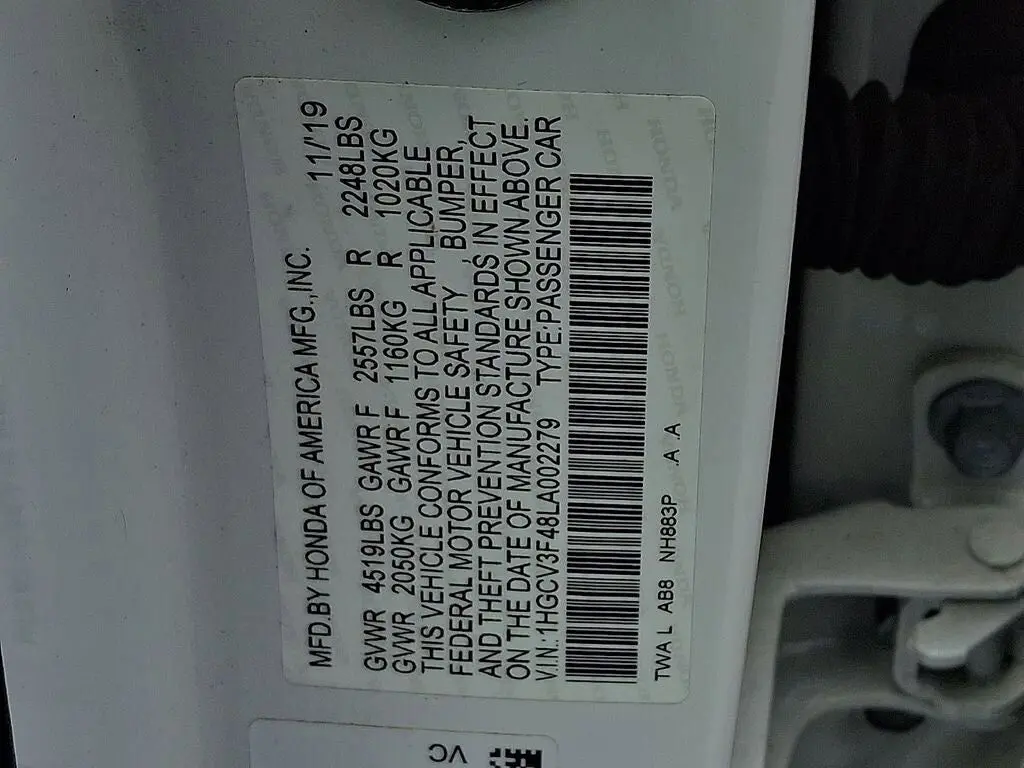 MFD.BY HONDA OF AMERICA MFG.,INC. 11/'19
GVWR 4519LBS GAWR F 2557LBS R 2248LBS
GVWR 2050KG GAWR F 1160KG R 1020KG
THIS VEHICLE CONFORMS TO ALL APPLICABLE
FEDERAL MOTOR VEHICLE SAFETY , BUMPER,
AND THEFT PREVENTION STANDARDS IN EFFECT
ON THE DATE OF MANUFACTURE SHOWN ABOVE.
V.I.N.:1HGCV3F48LA002279 TYPE:PASSENGER CAR
TWA L AB8 NH883P .A .A
VC